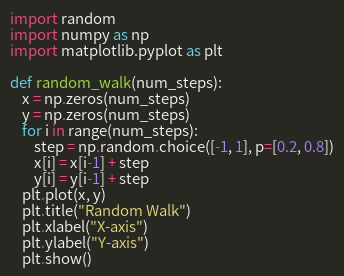 import random
import numpy as np
import matplotlib.pyplot as plt

def random_walk(num_steps):
    x = np.zeros(num_steps)
    y = np.zeros(num_steps)
    for i in range(num_steps):
        step = np.random.choice([-1, 1], p=[0.2, 0.8])
        x[i] = x[i-1] + step
        y[i] = y[i-1] + step
    plt.plot(x, y)
    plt.title("Random Walk")
    plt.xlabel("X-axis")
    plt.ylabel("Y-axis")
    plt.show()